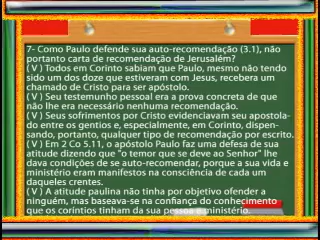 7- Como Paulo defende sua auto-recomendação (3.1), não
portanto carta de recomendação de Jerusalém?
( V ) Todos em Corinto sabiam que Paulo, mesmo não tendo
sido um dos doze que estiveram com Jesus, recebera um
chamado de Cristo para ser apóstolo.
( V ) Seu testemunho pessoal era a prova concreta de que
não lhe era necessário nenhuma recomendação.
( V ) Seus sofrimentos por Cristo evidenciavam seu apostola-
do entre os gentios e, especialmente, em Corinto, dispen-
sando, portanto, qualquer tipo de recomendação por escrito.
( V ) Em 2 Co 5.11, o apóstolo Paulo faz uma defesa de sua
atitude dizendo que "o temor que se deve ao Senhor" lhe
dava condições de se auto-recomendar, porque a sua vida e
ministério eram manifestos na consciência de cada um
daqueles crentes.
( V ) A atitude paulina não tinha por objetivo ofender a
ninguém, mas baseava-se na confiança do conhecimento
que os coríntios tinham da sua pessoa e ministério.